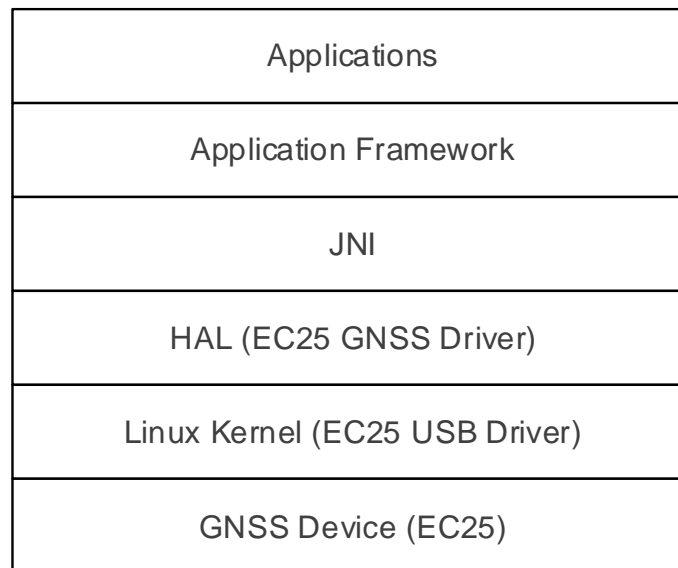 Applications
Application Framework
JNI
HAL (EC25 GNSS Driver)
Linux Kernel (EC25 USB Driver)
GNSS Device (EC25)